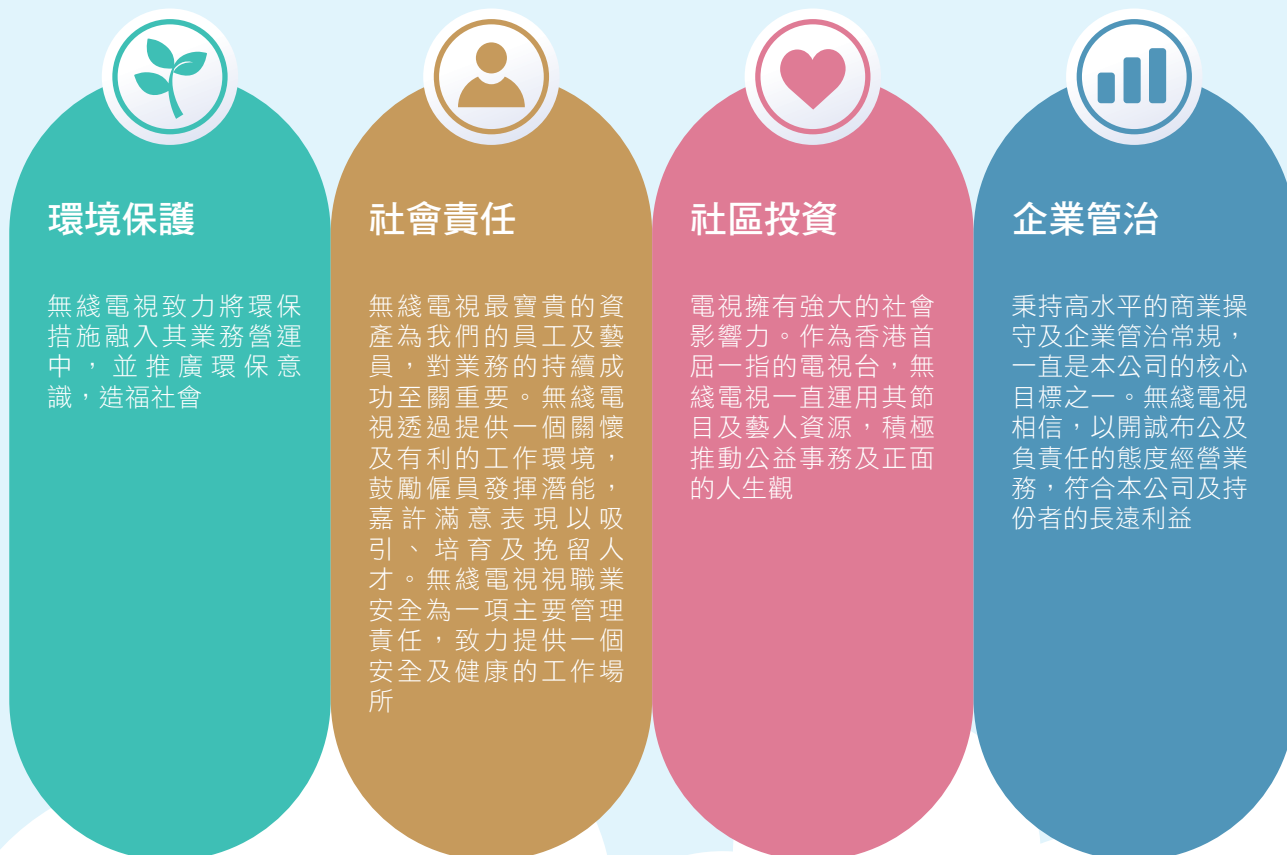 環境保護
無綫電視致力將環保
措施融入其業務營運
中，並推廣環保意
識，造福社會
社會責任
無綫電視最寶貴的資
產為我們的員工及藝
員，對業務的持續成
功至關重要。無綫電
視透過提供一個關懷
及有利的工作環境，
鼓勵僱員發揮潛能，
嘉許滿意表現以吸
引、培育及挽留人
才。無綫電視視職業
安全為一項主要管理
責任，致力提供一個
安全及健康的工作場
所
社區投資
電視擁有強大的社會
影響力。作為香港首
屈一指的電視台，無
綫電視一直運用其節
目及藝人資源，積極
推動公益事務及正面
的人生觀
企業管治
秉持高水平的商業操
守及企業管治常規，
一直是本公司的核心
目標之一。無綫電視
相信，以開誠布公及
負責任的態度經營業
務，符合本公司及持
份者的長遠利益